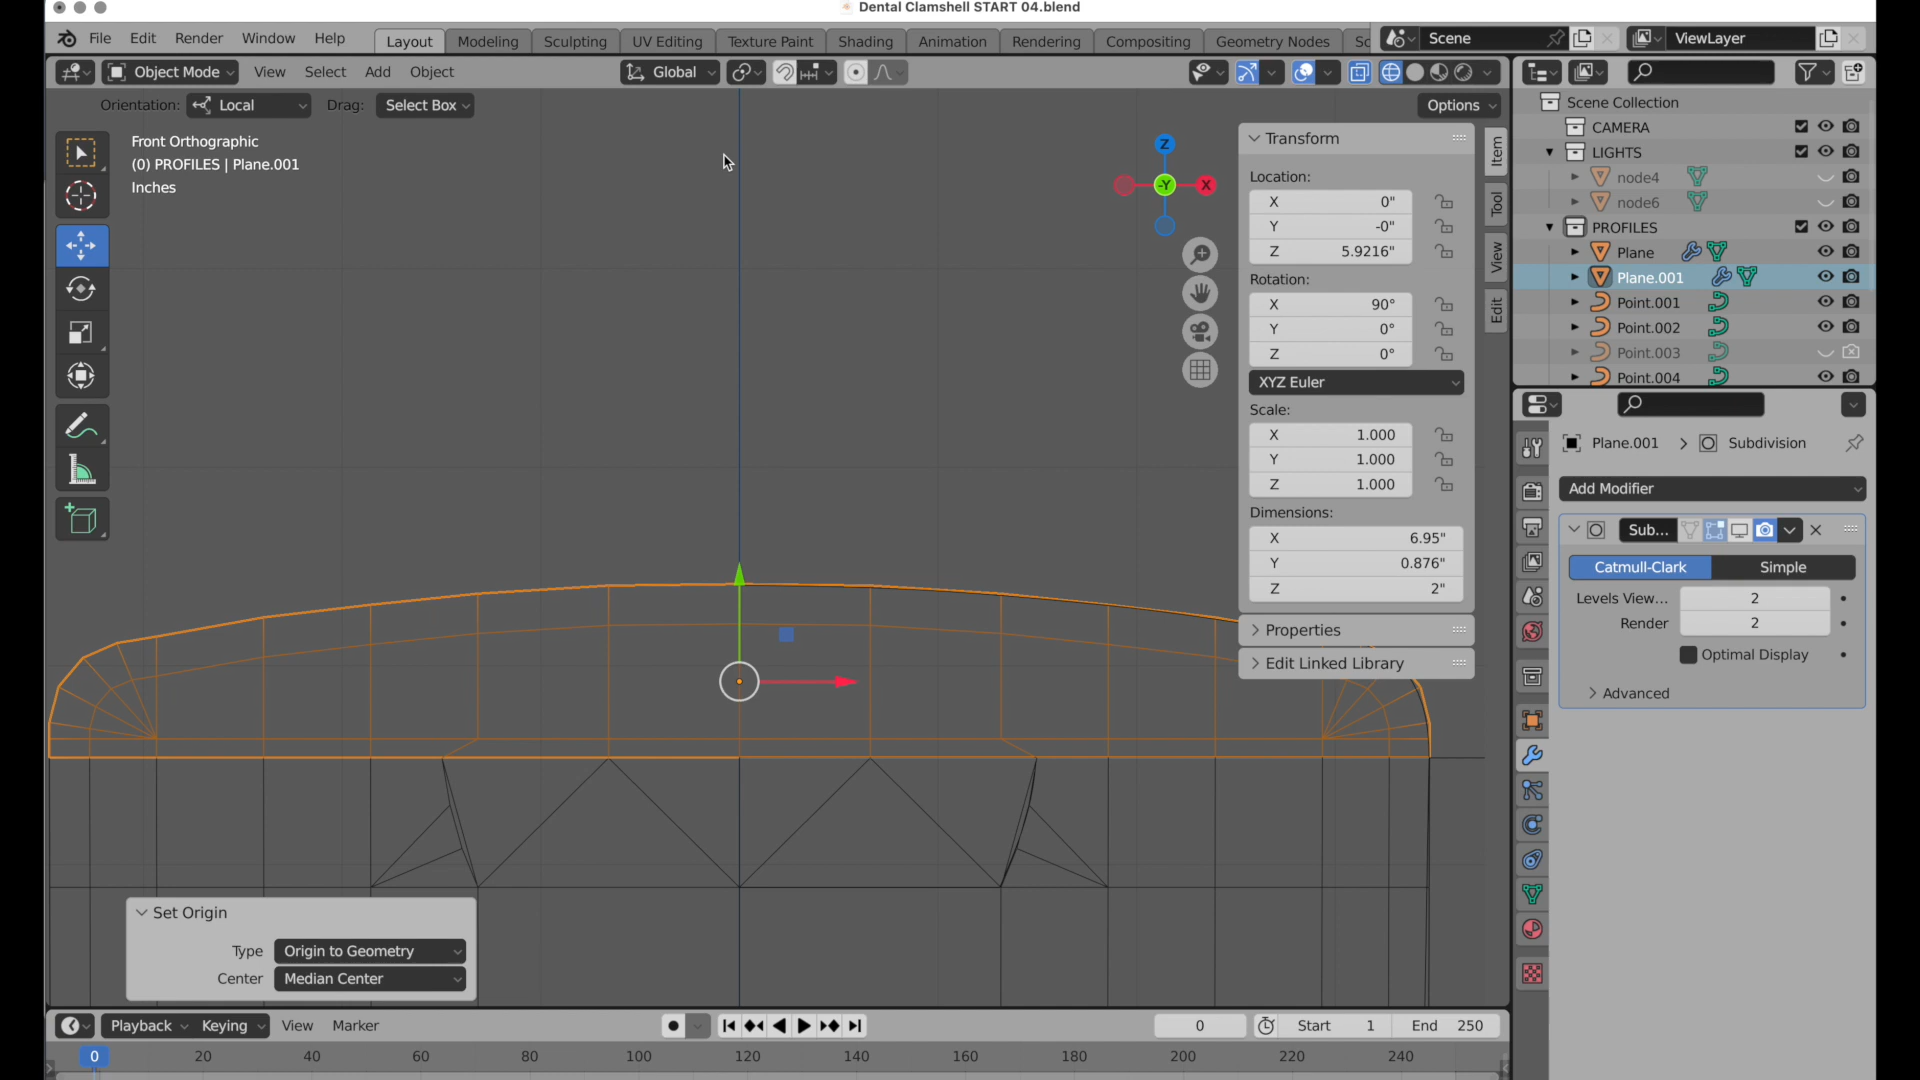 Dental Clamshell START 04.blend
File Edit Render Window Help Layout Modeling Sculpting UV Editing Texture Paint Shading Animation Rendering Compositing Geometry Nodes Sc Scene ViewLayer
Object Mode View Select Add Object Global
Orientation: Local Drag: Select Box Options
Front Orthographic
(0) PROFILES | Plane.001
Inches
Z
-Y
X
Transform
Location:
X 0"
Y -0"
Z 5.9216"
Rotation:
X 90°
Y 0°
Z 0°
XYZ Euler
Scale:
X 1.000
Y 1.000
Z 1.000
Dimensions:
X 6.95"
Y 0.876"
Z 2"
Properties
Edit Linked Library
Item
Tool
View
Edit
Scene Collection
CAMERA
LIGHTS
node4
node6
PROFILES
Plane
Plane.001
Point.001
Point.002
Point.003
Point.004
Plane.001 Subdivision
Add Modifier
Sub...
Catmull-Clark Simple
Levels View... 2
Render 2
Optimal Display
Advanced
Set Origin
Type Origin to Geometry
Center Median Center
Playback Keying View Marker 0 Start 1 End 250
0 20 40 60 80 100 120 140 160 180 200 220 240